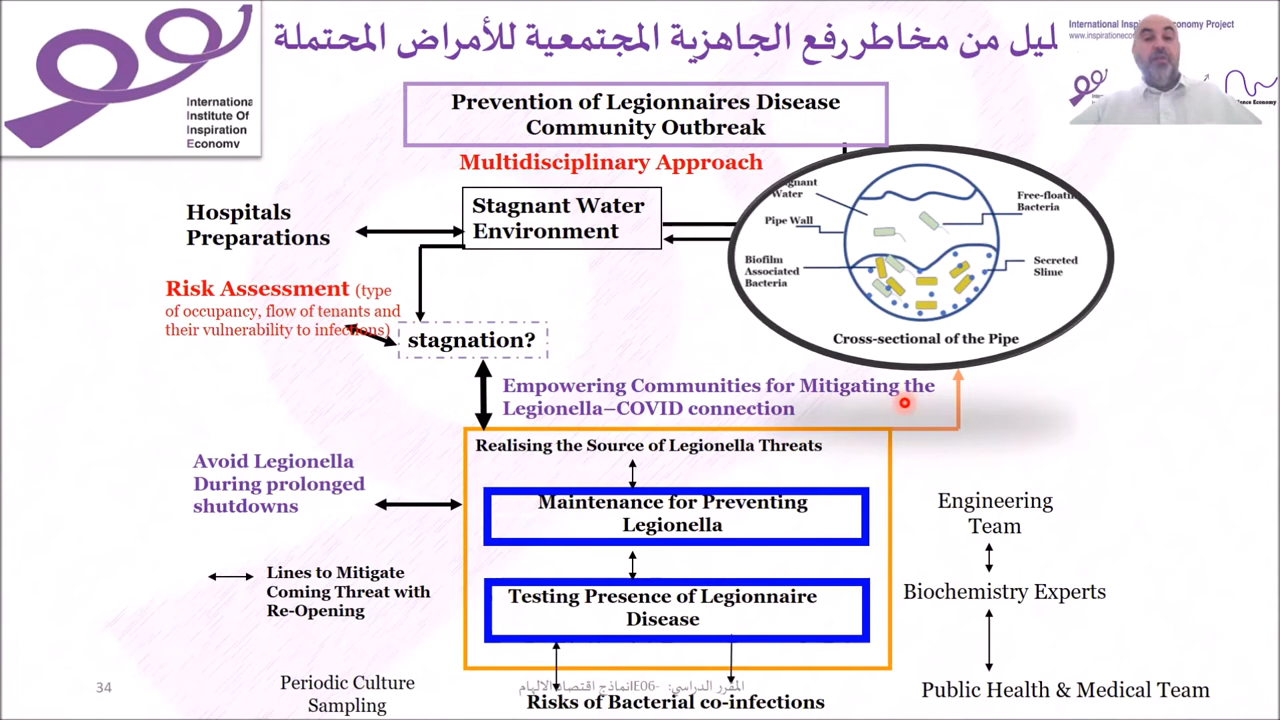 رفع الجاهزية المجتمعية للأمراض المحتملة
من مخاطر
International
Institute Of
Inspiration
Economy
International Economy Project
Prevention of Legionnaires Disease
Community Outbreak
Multidisciplinary Approach
Hospitals
Preparations
Stagnant Water
Environment
Water
Pipe Wall
Biofilm
Associated
Bacteria
Bacteria
Secreted
Slime
Cross-sectional of the Pipe
Risk Assessment (type
of occupancy, flow of tenants and
their vulnerability to infections)
stagnation?
Empowering Communities for Mitigating the
Legionella–COVID connection
Realising the Source of Legionella Threats
Avoid Legionella
During prolonged
shutdowns
Maintenance for Preventing
Legionella
Engineering
Team
Lines to Mitigate
Coming Threat with
Re-Opening
Testing Presence of Legionnaire
Disease
Biochemistry Experts
34
Periodic Culture
Sampling
المقرر الدراسي: -IE06نماذج اقتصاد الالهام
Risks of Bacterial co-infections
Public Health & Medical Team